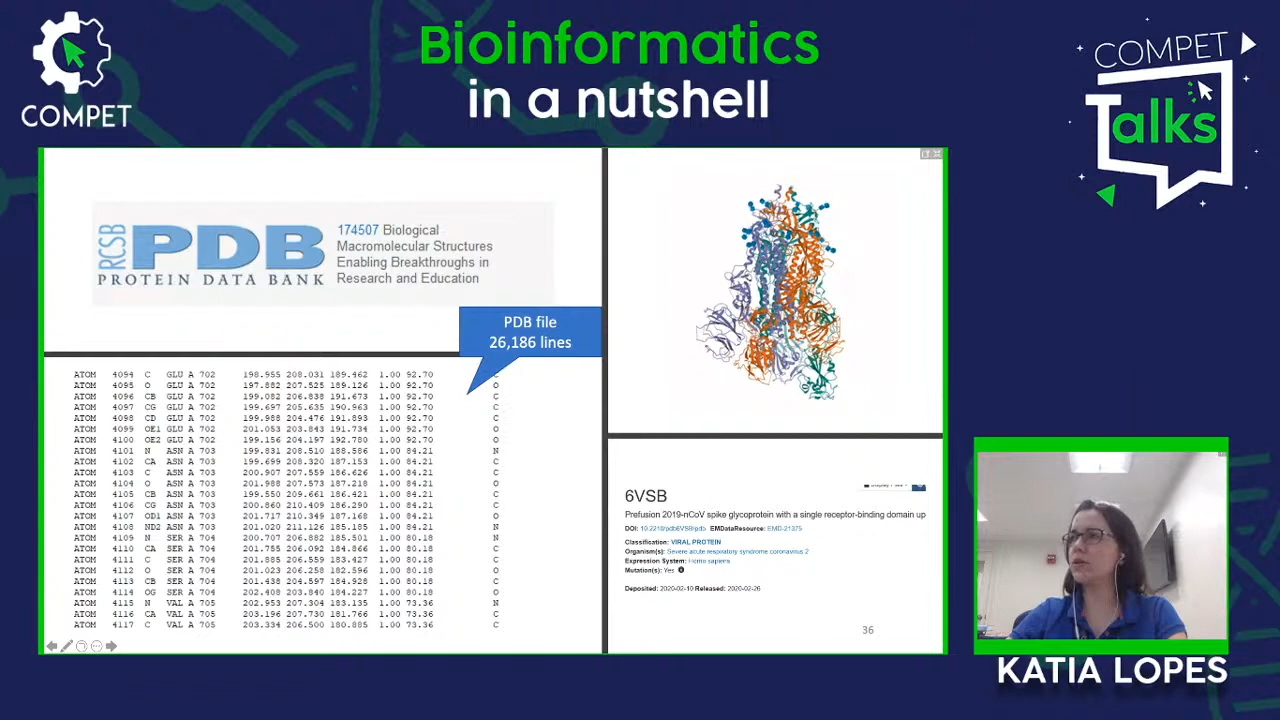 COMPET
Bioinformatics
in a nutshell
COMPET
Talks
RCSB
PDB
PROTEIN DATA BANK
174507 Biological
Macromolecular Structures
Enabling Breakthroughs in
Research and Education
PDB file
26,186 lines
ATOM 4094 C GLU A 702 198.955 208.031 189.462 1.00 92.70 C
ATOM 4095 O GLU A 702 197.882 207.525 189.126 1.00 92.70 O
ATOM 4096 CB GLU A 702 199.082 206.838 191.673 1.00 92.70 C
ATOM 4097 CG GLU A 702 199.697 205.635 190.963 1.00 92.70 C
ATOM 4098 CD GLU A 702 199.988 204.476 191.893 1.00 92.70 C
ATOM 4099 OE1 GLU A 702 201.053 203.843 191.734 1.00 92.70 O
ATOM 4100 OE2 GLU A 702 199.156 204.197 192.780 1.00 92.70 O
ATOM 4101 N ASN A 703 199.831 208.510 188.586 1.00 84.21 N
ATOM 4102 CA ASN A 703 199.699 208.320 187.153 1.00 84.21 C
ATOM 4103 C ASN A 703 200.907 207.559 186.626 1.00 84.21 C
ATOM 4104 O ASN A 703 201.988 207.573 187.218 1.00 84.21 O
ATOM 4105 CB ASN A 703 199.550 209.661 186.421 1.00 84.21 C
ATOM 4106 CG ASN A 703 200.860 210.409 186.290 1.00 84.21 C
ATOM 4107 OD1 ASN A 703 201.717 210.349 187.168 1.00 84.21 O
ATOM 4108 ND2 ASN A 703 201.020 211.126 185.185 1.00 84.21 N
ATOM 4109 N SER A 704 200.707 206.882 185.501 1.00 80.18 N
ATOM 4110 CA SER A 704 201.755 206.092 184.866 1.00 80.18 C
ATOM 4111 C SER A 704 201.885 206.599 183.427 1.00 80.18 C
ATOM 4112 O SER A 704 201.023 206.258 182.596 1.00 80.18 O
ATOM 4113 CB SER A 704 201.438 204.597 184.928 1.00 80.18 C
ATOM 4114 OG SER A 704 202.408 203.840 184.227 1.00 80.18 O
ATOM 4115 N VAL A 705 202.953 207.304 183.135 1.00 73.36 N
ATOM 4116 CA VAL A 705 203.196 207.730 181.766 1.00 73.36 C
ATOM 4117 C VAL A 705 203.334 206.500 180.885 1.00 73.36 C
6VSB
Prefusion 2019-nCoV spike glycoprotein with a single receptor-binding domain up
DOI: 10.2210/pdb6VSB/pdb EMDataResource: EMD-21375
Classification: VIRAL PROTEIN
Organism(s): Severe acute respiratory syndrome coronavirus 2
Expression System: Homo sapiens
Mutation(s): Yes
Deposited: 2020-02-10 Released: 2020-02-26
36
KATIA LOPES